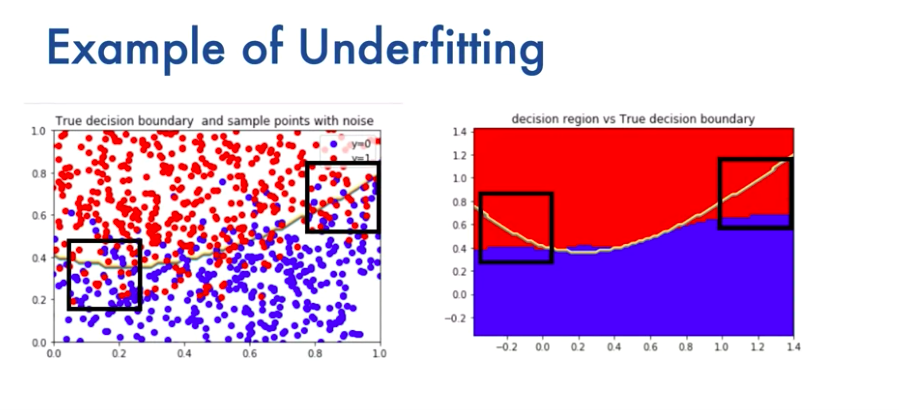 Example of Underfitting
True decision boundary and sample points with noise
y=0
y=1
1.0
0.8
0.6
0.4
0.2
0.0
0.0 0.2 0.4 0.6 0.8 1.0
decision region vs True decision boundary
1.4
1.2
1.0
0.8
0.6
0.4
0.2
0.0
−0.2
−0.2 0.0 0.2 0.4 0.6 0.8 1.0 1.2 1.4